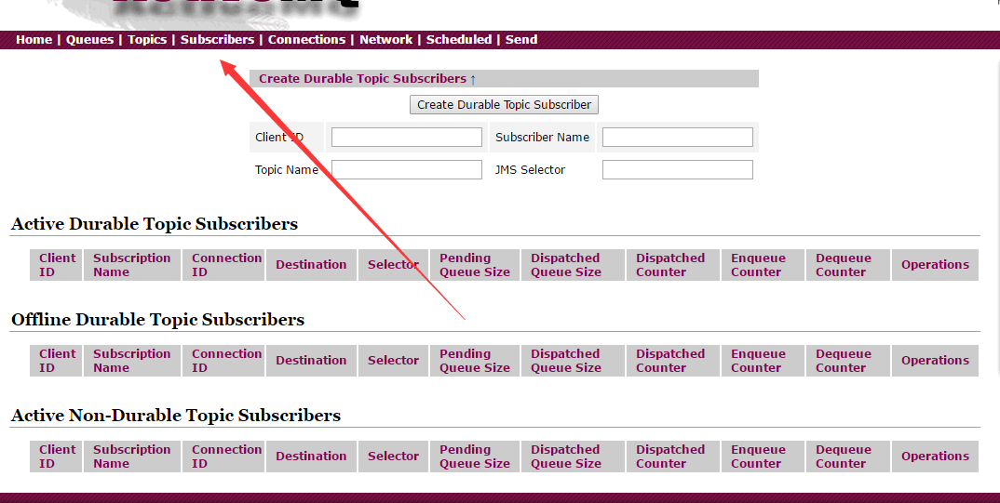 Home | Queues | Topics | Subscribers | Connections | Network | Scheduled | Send
Create Durable Topic Subscribers ↑
Create Durable Topic Subscriber
Client ID Subscriber Name
Topic Name JMS Selector
Active Durable Topic Subscribers
Client Subscription Connection Destination Selector Pending Dispatched Dispatched Enqueue Dequeue Operations
ID Name ID Queue Size Queue Size Counter Counter Counter
Offline Durable Topic Subscribers
Client Subscription Connection Destination Selector Pending Dispatched Dispatched Enqueue Dequeue Operations
ID Name ID Queue Size Queue Size Counter Counter Counter
Active Non-Durable Topic Subscribers
Client Subscription Connection Destination Selector Pending Dispatched Dispatched Enqueue Dequeue Operations
ID Name ID Queue Size Queue Size Counter Counter Counter